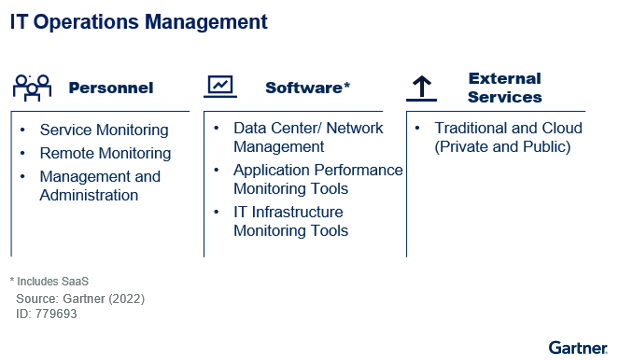 IT Operations Management
Personnel
• Service Monitoring
• Remote Monitoring
• Management and
Administration
Software*
• Data Center/ Network
Management
• Application Performance
Monitoring Tools
• IT Infrastructure
Monitoring Tools
External
Services
• Traditional and Cloud
(Private and Public)
* Includes SaaS
Source: Gartner (2022)
ID: 779693
Gartner